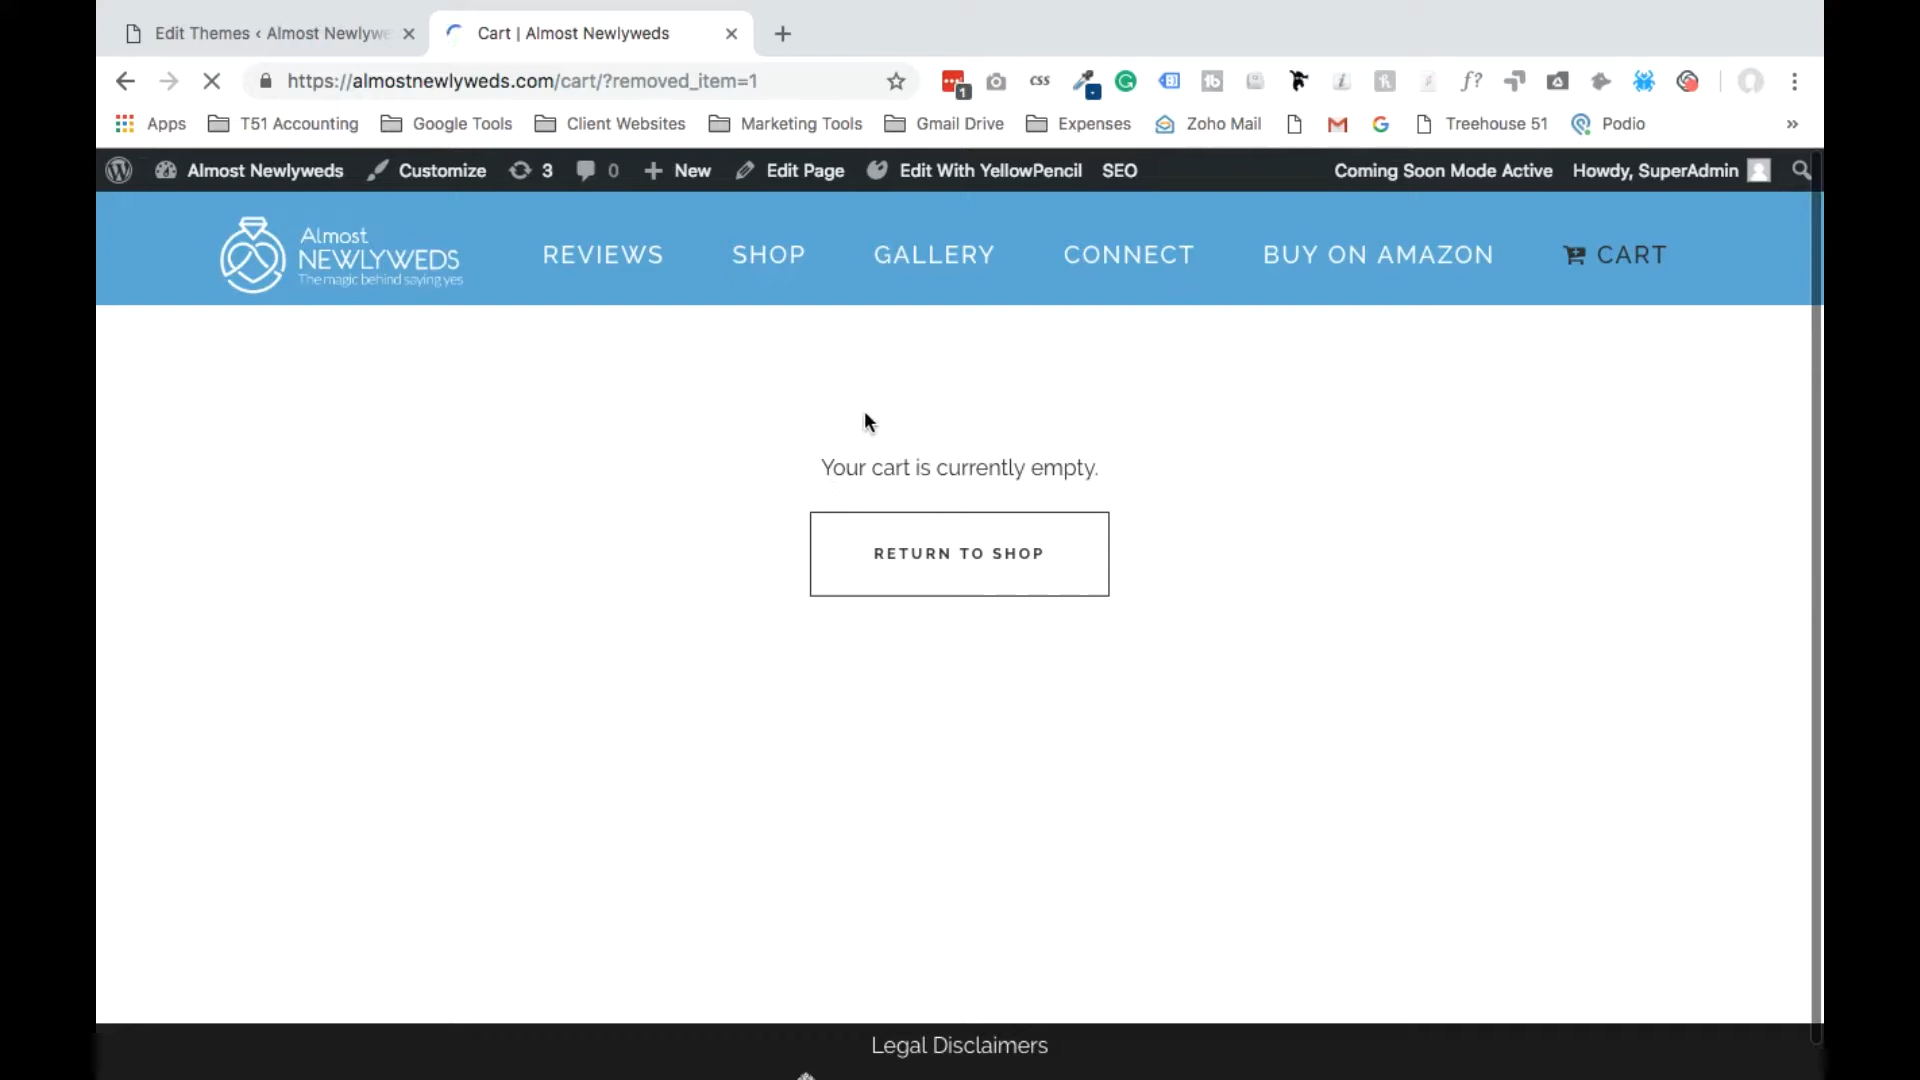 Edit Themes ‹ Almost Newlywe
Cart | Almost Newlyweds
https://almostnewlyweds.com/cart/?removed_item=1
1
css
f?
Apps
T51 Accounting
Google Tools
Client Websites
Marketing Tools
Gmail Drive
Expenses
Zoho Mail
Treehouse 51
Podio
»
Almost Newlyweds
Customize
3
0
New
Edit Page
Edit With YellowPencil
SEO
Coming Soon Mode Active
Howdy, SuperAdmin
Almost
NEWLYWEDS
The magic behind saying yes
REVIEWS
SHOP
GALLERY
CONNECT
BUY ON AMAZON
CART
Your cart is currently empty.
RETURN TO SHOP
Legal Disclaimers